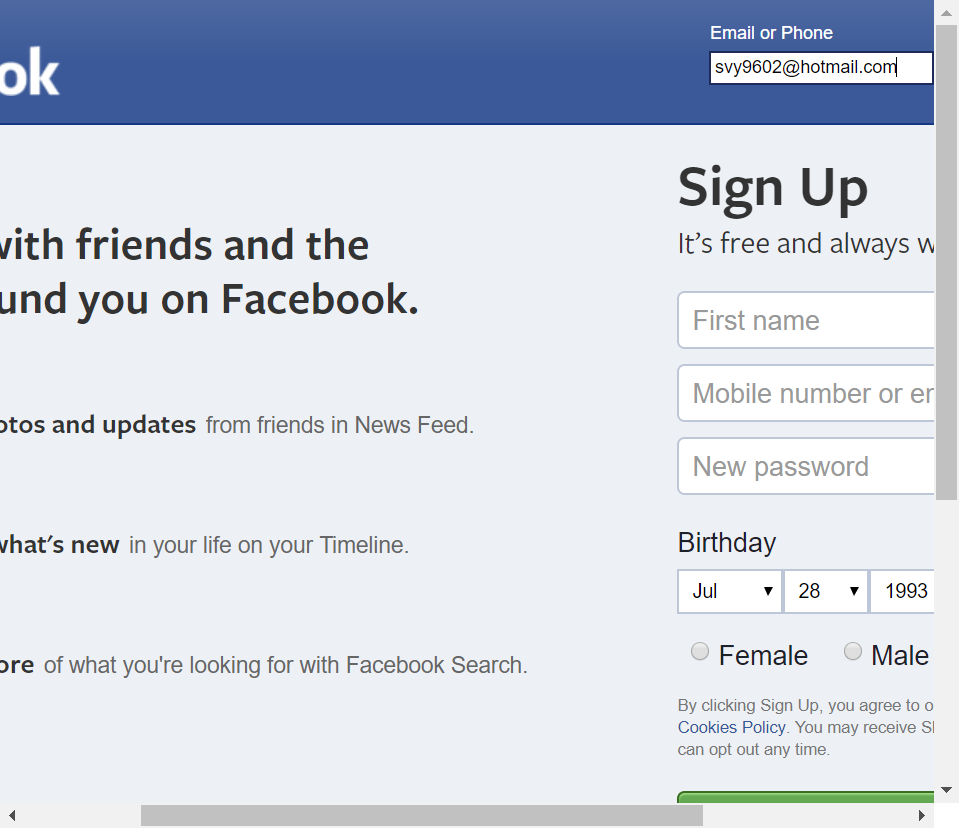 Email or Phone
ok
svy9602@hotmail.com
Sign Up
It's free and always
with friends and the
und you on Facebook.
First name
Mobile number or
New password
otos and updates from friends in News Feed.
what's new in your life on your Timeline.
Birthday
Jul 28 1993
ore of what you're looking for with Facebook Search.
Female Male
By clicking Sign Up, you agree to
Cookies Policy. You may receive
can opt out any time.